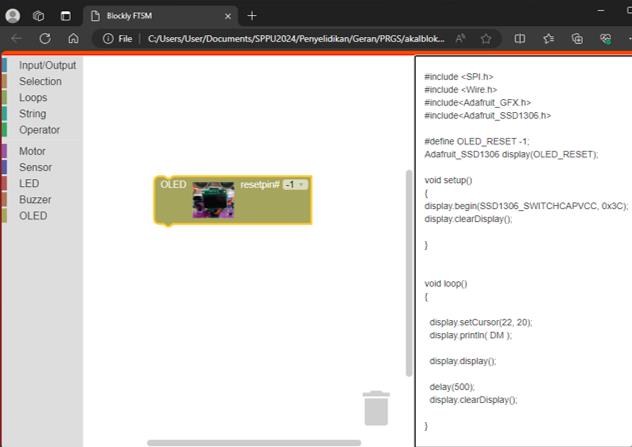 Blockly FTSM
File
C:/Users/User/Documents/SPPU2024/Penyelidikan/Geran/PRGS/akalblok...
Input/Output
Selection
Loops
String
Operator
Motor
Sensor
LED
Buzzer
OLED
OLED resetpin# -1
#include <SPI.h>
#include <Wire.h>
#include<Adafruit_GFX.h>
#include<Adafruit_SSD1306.h>
#define OLED_RESET -1;
Adafruit_SSD1306 display(OLED_RESET);
void setup()
{
display.begin(SSD1306_SWITCHCAPVCC, 0x3C);
display.clearDisplay();
}
void loop()
{
display.setCursor(22, 20);
display.println( DM );
display.display();
delay(500);
display.clearDisplay();
}